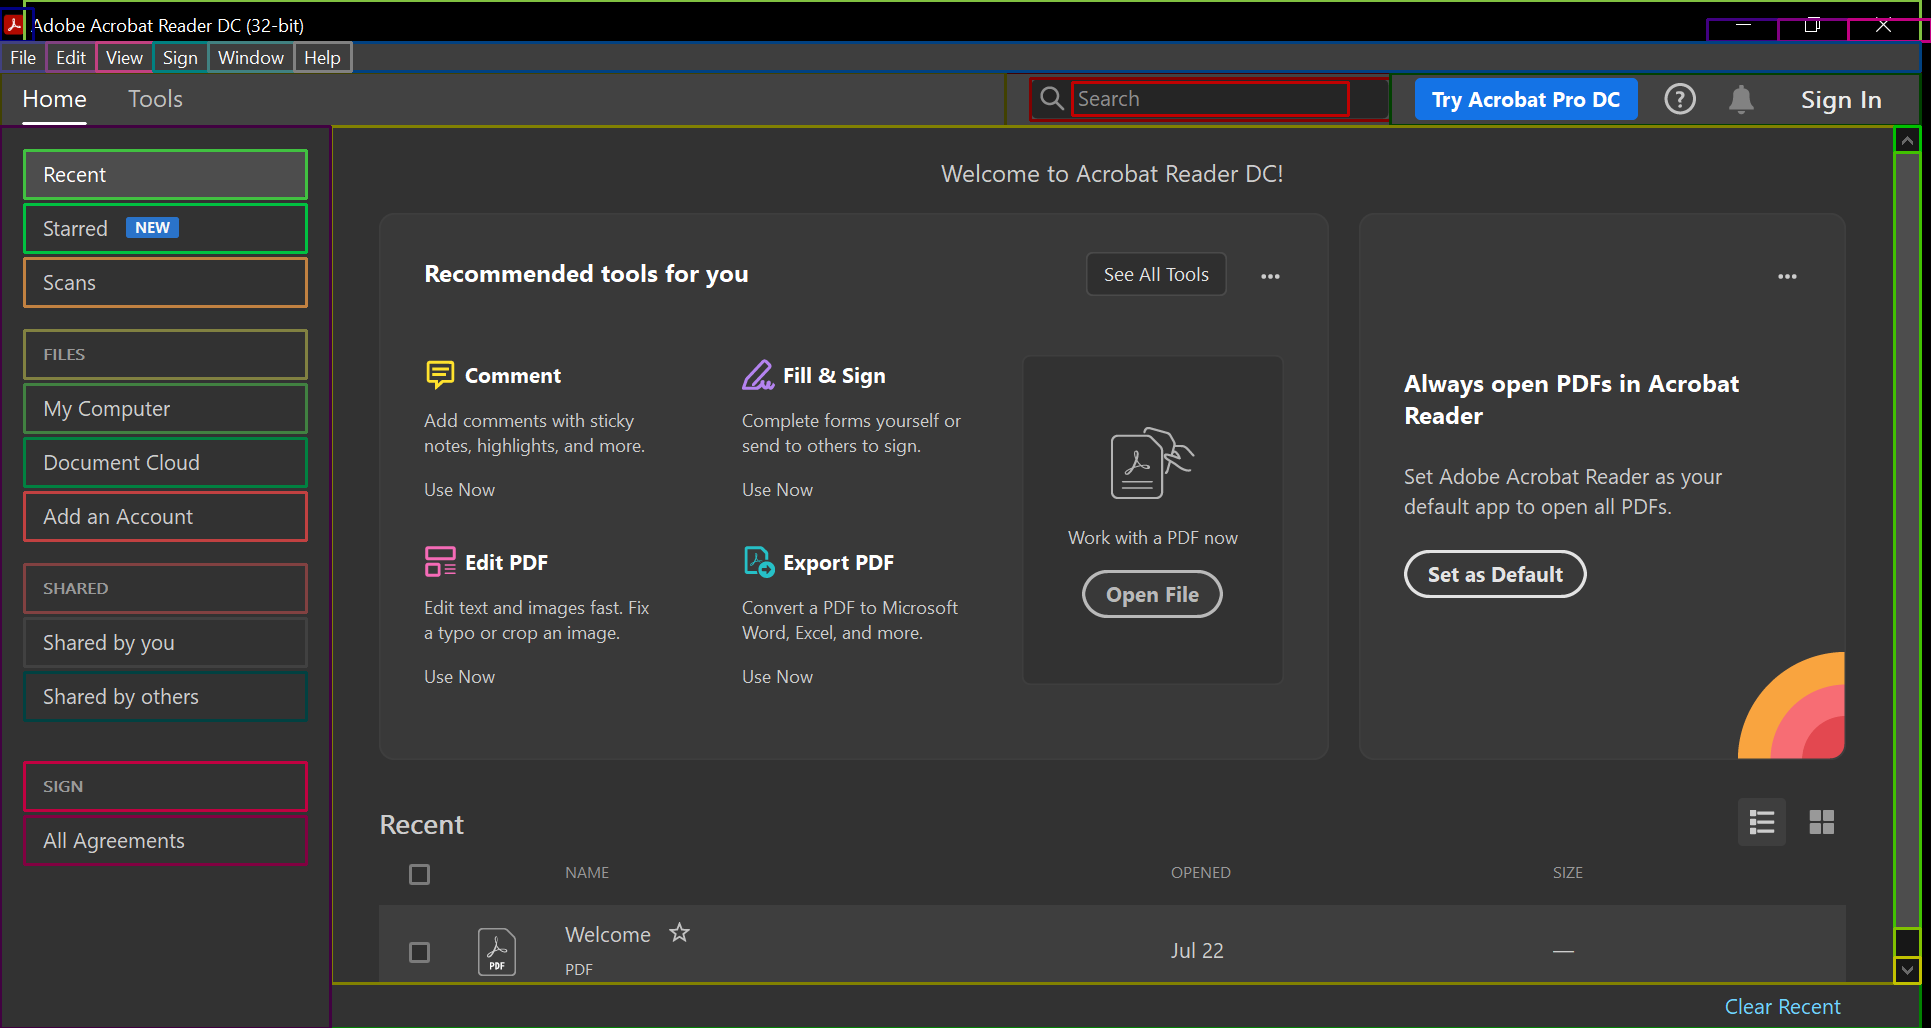 Adobe Acrobat Reader DC (32-bit)
File Edit View Sign Window Help
Home Tools
Search
Try Acrobat Pro DC
Sign In
Recent
Starred NEW
Scans
FILES
My Computer
Document Cloud
Add an Account
SHARED
Shared by you
Shared by others
SIGN
All Agreements
Welcome to Acrobat Reader DC!
Recommended tools for you
See All Tools
Comment
Add comments with sticky
notes, highlights, and more.
Use Now
Fill & Sign
Complete forms yourself or
send to others to sign.
Use Now
Edit PDF
Edit text and images fast. Fix
a typo or crop an image.
Use Now
Export PDF
Convert a PDF to Microsoft
Word, Excel, and more.
Use Now
Work with a PDF now
Open File
Always open PDFs in Acrobat
Reader
Set Adobe Acrobat Reader as your
default app to open all PDFs.
Set as Default
Recent
NAME OPENED SIZE
PDF
Welcome Jul 22 —
PDF
Clear Recent